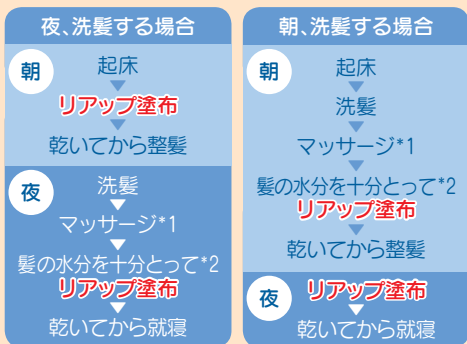 夜、洗髪する場合
朝
起床
リアップ塗布
乾いてから整髪
夜
洗髪
マッサージ*1
髪の水分を十分とって*2
リアップ塗布
乾いてから就寝
朝、洗髪する場合
朝
起床
洗髪
マッサージ*1
髪の水分を十分とって*2
リアップ塗布
乾いてから整髪
夜
リアップ塗布
乾いてから就寝